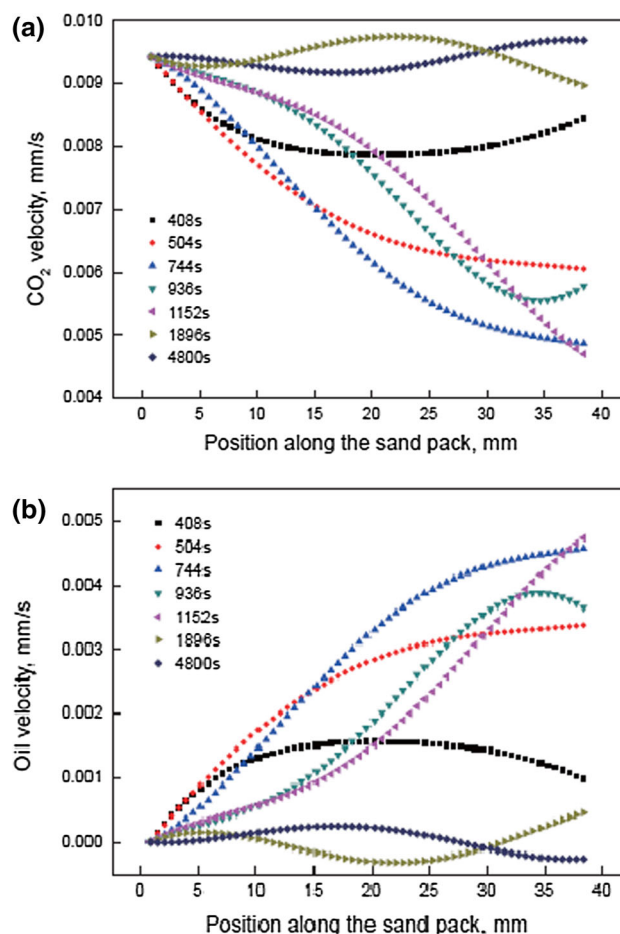 (a)
0.010
0.009
0.008
0.007
0.006
0.005
0.004
CO₂ velocity, mm/s
408s
504s
744s
936s
1152s
1896s
4800s
0 5 10 15 20 25 30 35 40
Position along the sand pack, mm
(b)
0.005
0.004
0.003
0.002
0.001
0.000
Oil velocity, mm/s
408s
504s
744s
936s
1152s
1896s
4800s
0 5 10 15 20 25 30 35 40
Position along the sand pack, mm